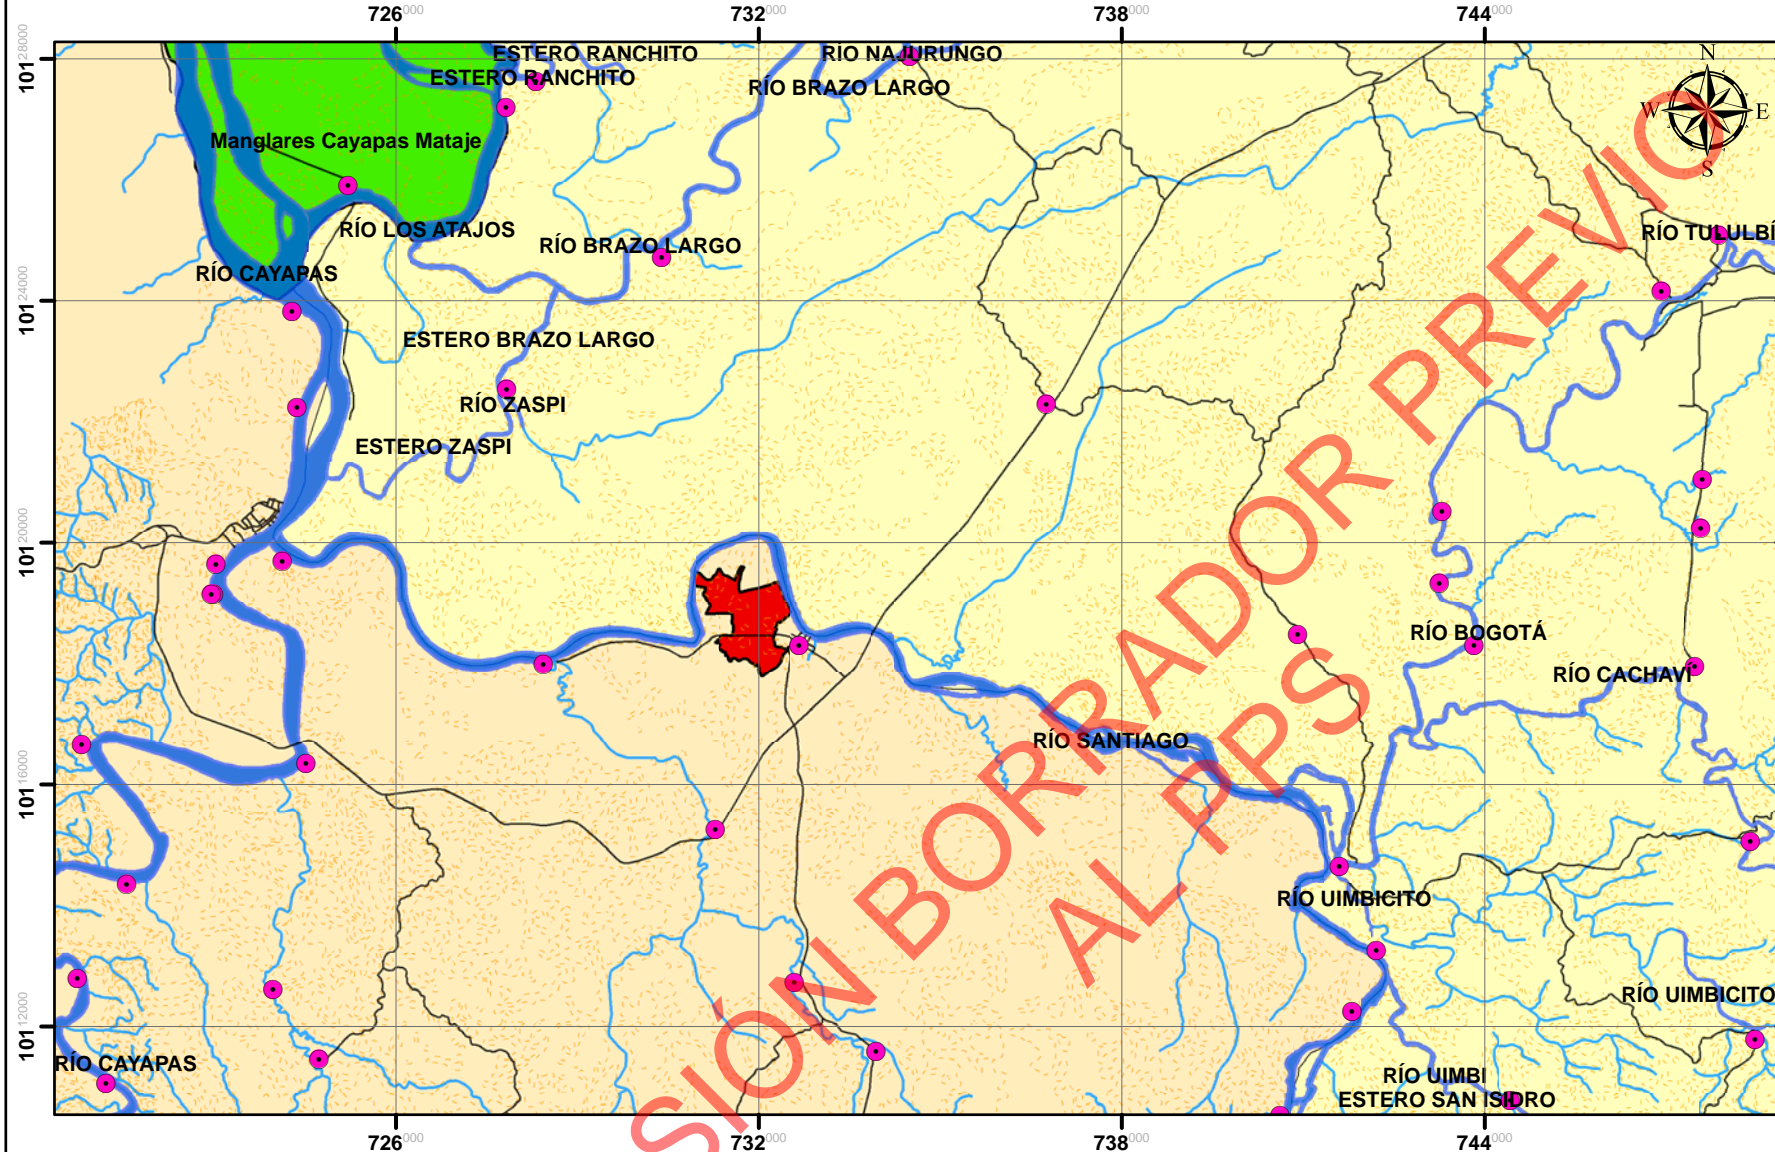 726000 732000 738000 744000
10128000
10124000
10120000
10116000
10112000
N
W E
S
ESTERO RANCHITO
RÍO NAJURUNGO
ESTERO RANCHITO
RÍO BRAZO LARGO
Manglares Cayapas Mataje
RÍO LOS ATAJOS
RÍO TULULBÍ
RÍO BRAZO LARGO
RÍO CAYAPAS
ESTERO BRAZO LARGO
RÍO ZASPI
ESTERO ZASPI
RÍO BOGOTÁ
RÍO CACHAVÍ
RÍO SANTIAGO
RÍO UIMBICITO
RÍO UIMBICITO
RÍO CAYAPAS
RÍO UIMBI
ESTERO SAN ISIDRO
SIÓN BORRADOR PREVIO
AL PPS
726000 732000 738000 744000